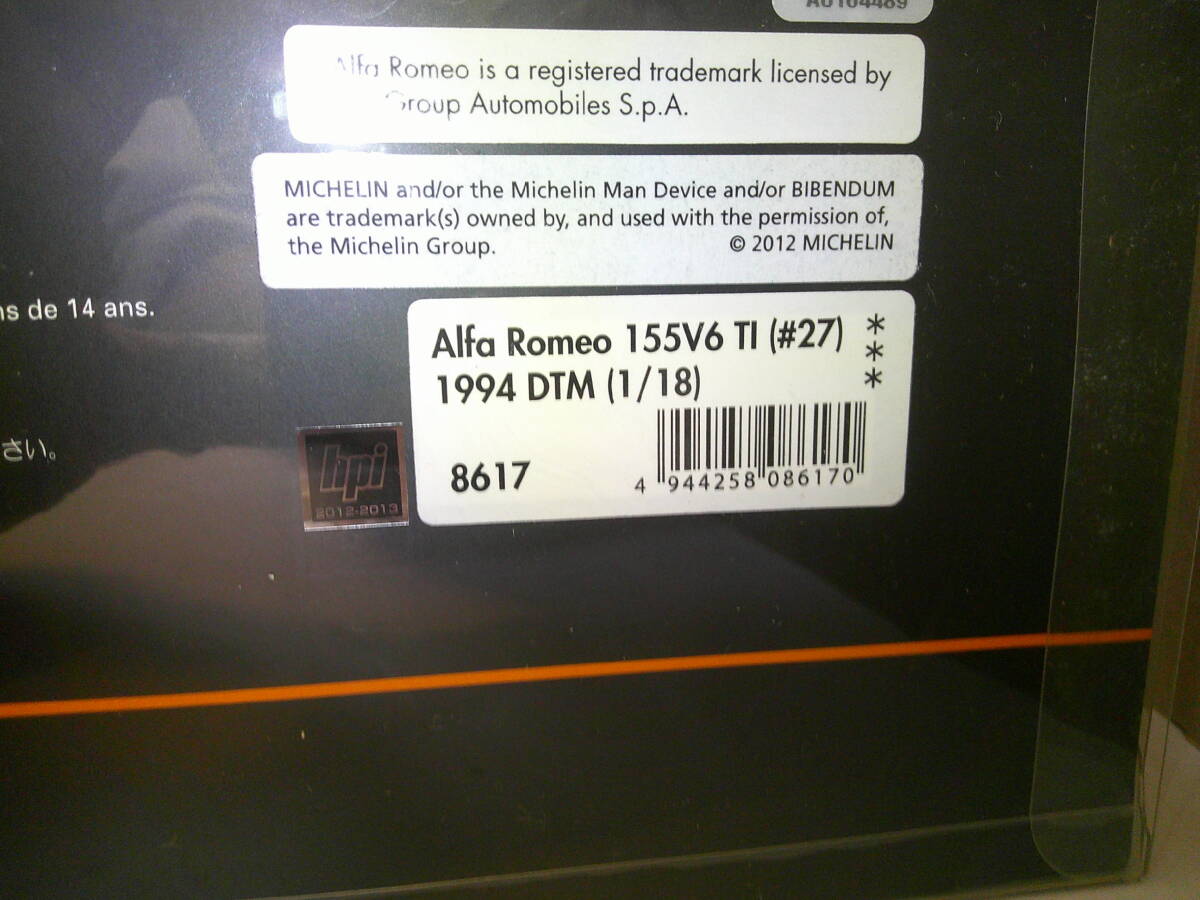 Romeo is a registered trademark licensed by
Group Automobiles S.p.A.
MICHELIN and/or the Michelin Man Device and/or BIBENDUM
are trademark(s) owned by, and used with the permission of,
the Michelin Group.
© 2012 MICHELIN
de 14 ans.
Alfa Romeo 155V6 TI (#27) ***
1994 DTM (1/18)
さい。
hpi
2012-2013
8617
4 944258 086170